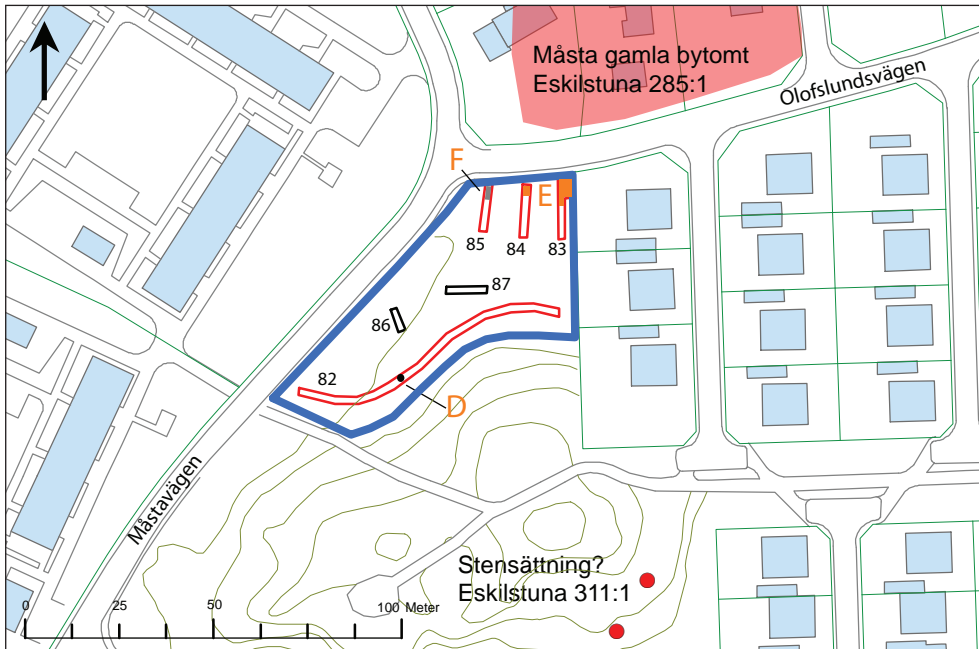 Måsta gamla bytomt
Eskilstuna 285:1
Olofslundsvägen
F
E
85
84
83
87
86
82
D
Måstavägen
Stensättning?
Eskilstuna 311:1
0 25 50 100 Meter